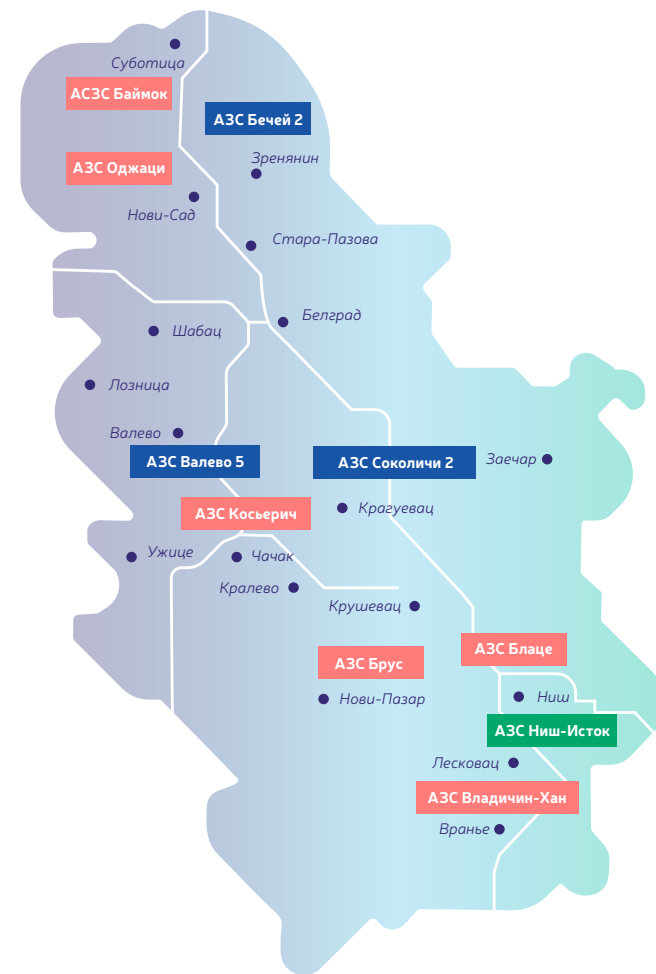 Суботица
АСЗС Баймок
АЗС Бечей 2
Зренянин
АЗС Оджаци
Нови-Сад
Стара-Пазова
Белград
Шабац
Лозница
Валево
АЗС Валево 5
АЗС Соколичи 2
Заечар
АЗС Косьерич
Крагуевац
Ужице
Чачак
Кралево
Крушевац
АЗС Блаце
АЗС Брус
Нови-Пазар
Ниш
АЗС Ниш-Исток
Лесковац
АЗС Владичин-Хан
Вранье